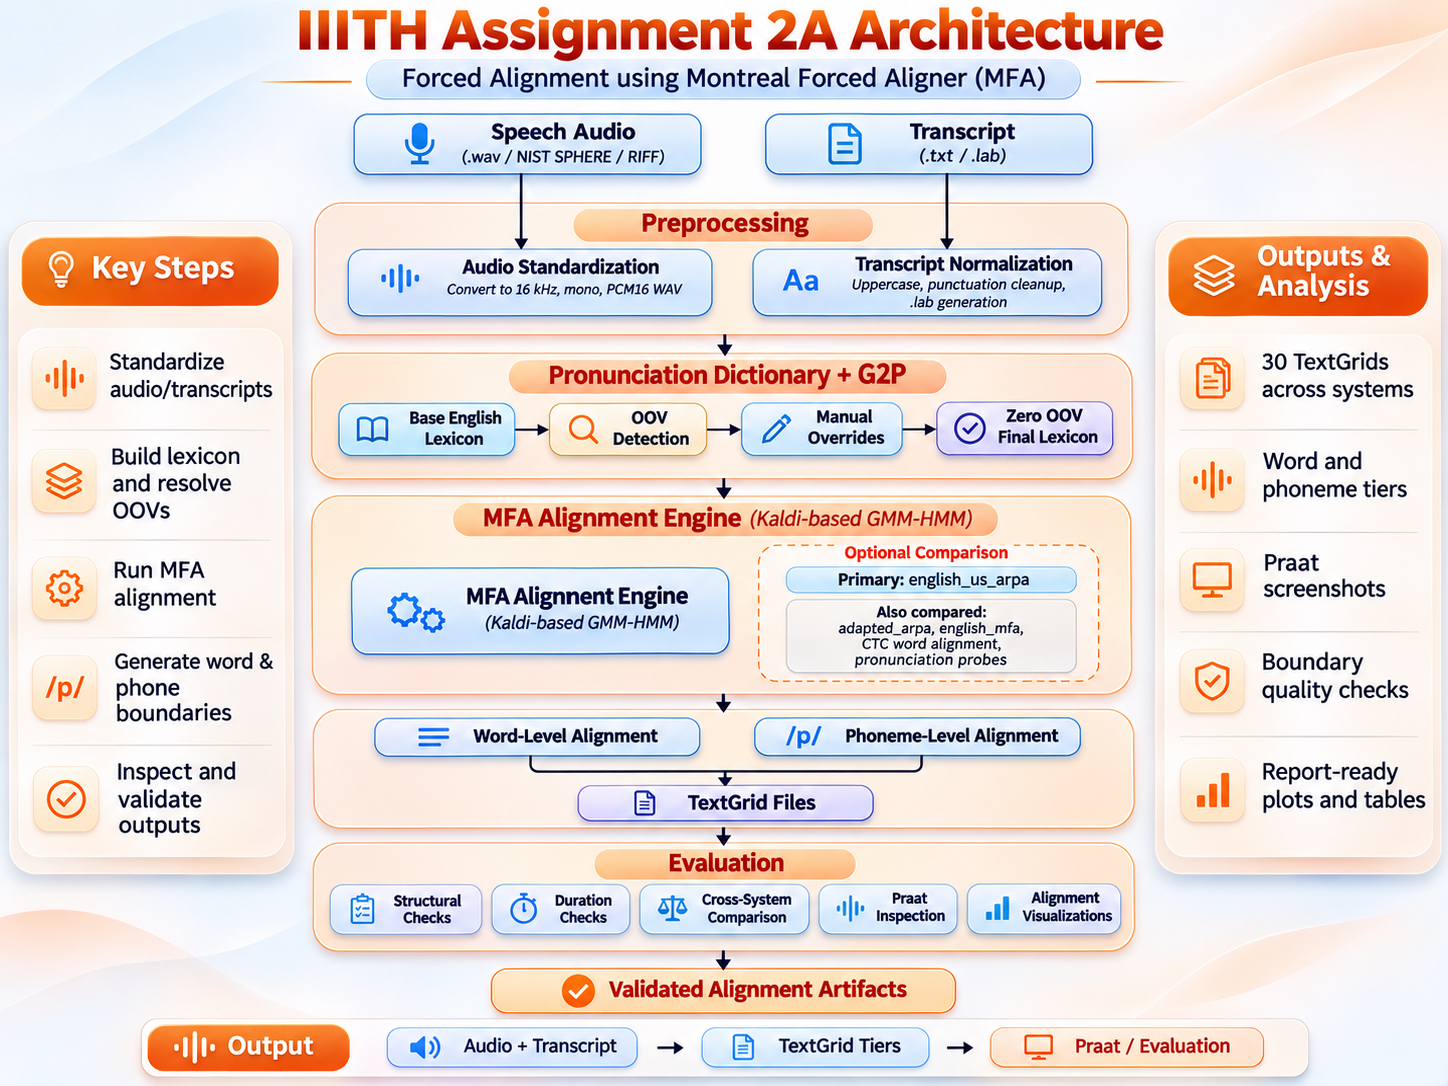 IIITH Assignment 2A Architecture
Forced Alignment using Montreal Forced Aligner (MFA)
Speech Audio
(.wav / NIST SPHERE / RIFF)
Transcript
(.txt / .lab)
Preprocessing
Audio Standardization
Convert to 16 kHz, mono, PCM16 WAV
Aa
Transcript Normalization
Uppercase, punctuation cleanup,
.lab generation
Pronunciation Dictionary + G2P
Base English
Lexicon
OOV
Detection
Manual
Overrides
Zero OOV
Final Lexicon
MFA Alignment Engine (Kaldi-based GMM-HMM)
MFA Alignment Engine
(Kaldi-based GMM-HMM)
Optional Comparison
Primary: english_us_arpa
Also compared:
adapted_arpa, english_mfa,
CTC word alignment,
pronunciation probes
Word-Level Alignment
/p/ Phoneme-Level Alignment
TextGrid Files
Evaluation
Structural
Checks
Duration
Checks
Cross-System
Comparison
Praat
Inspection
Alignment
Visualizations
Validated Alignment Artifacts
Key Steps
Standardize
audio/transcripts
Build lexicon
and resolve
OOVs
Run MFA
alignment
/p/
Generate word &
phone
boundaries
Inspect and
validate
outputs
Outputs &
Analysis
30 TextGrids
across systems
Word and
phoneme tiers
Praat
screenshots
Boundary
quality checks
Report-ready
plots and tables
Output
Audio + Transcript
TextGrid Tiers
Praat / Evaluation